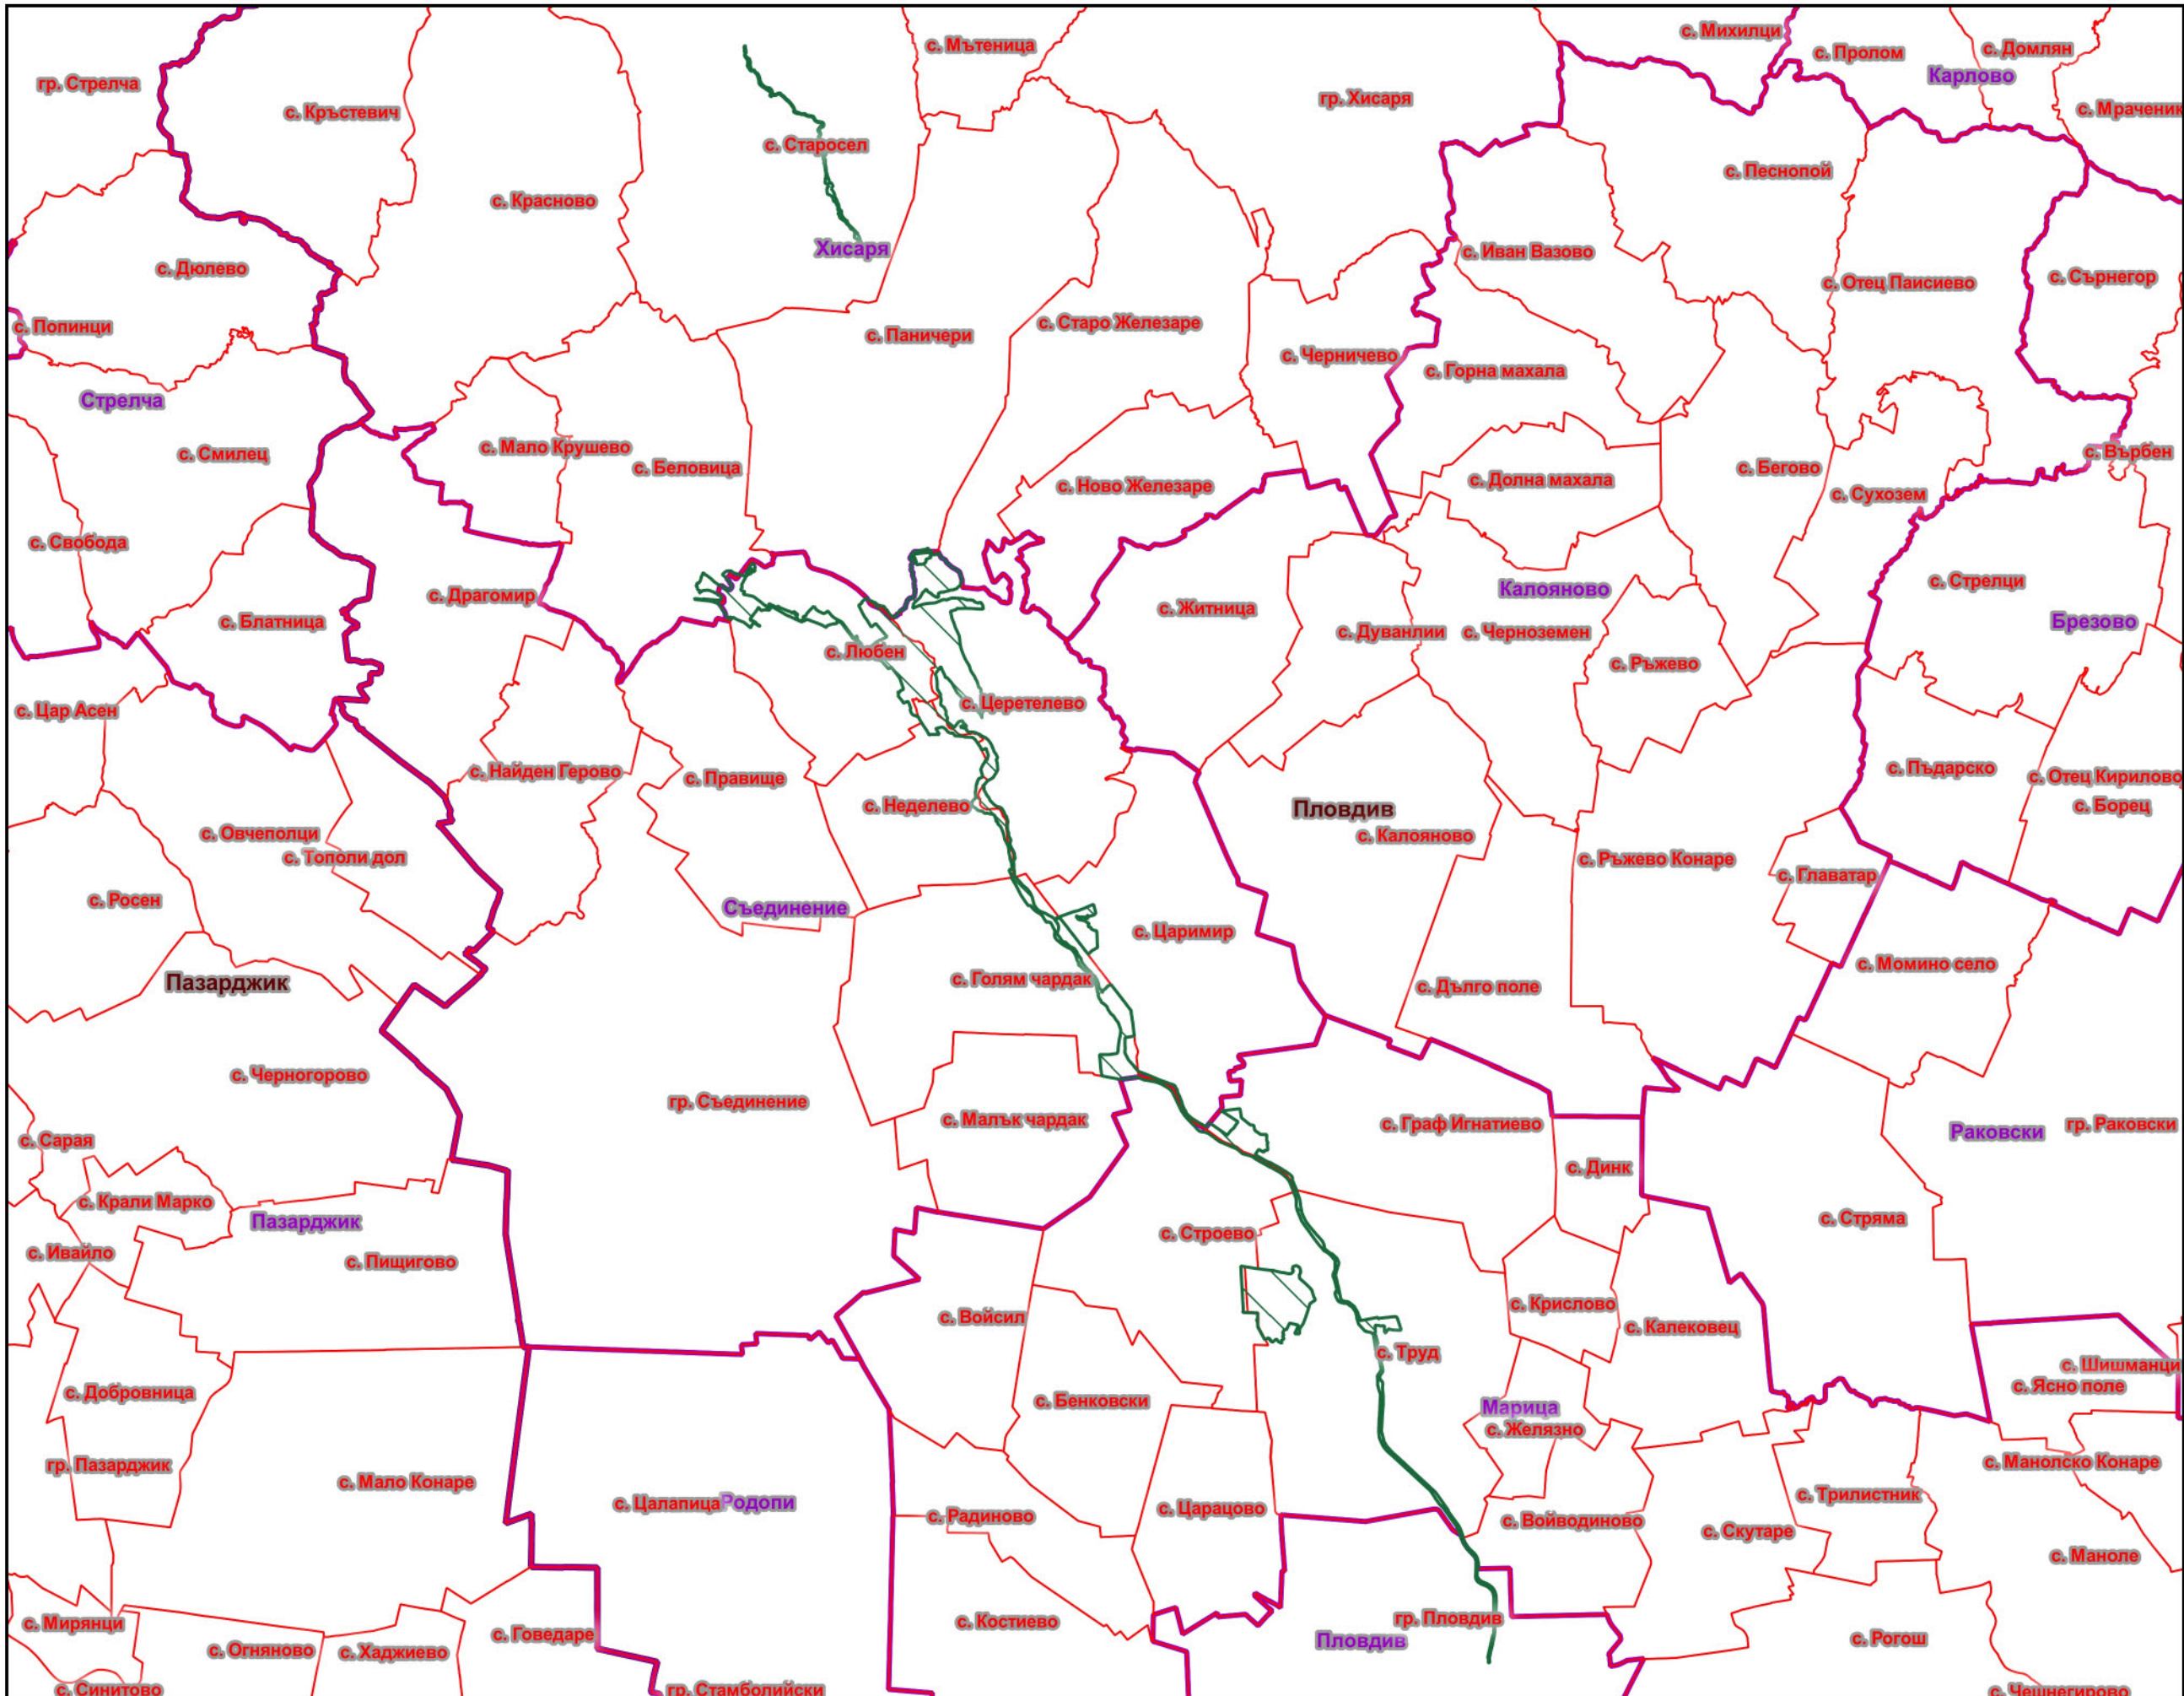 с. Михилци
с. Мътеница
с. Домлян
с. Пролом
Карлово
гр. Стрелча
гр. Хисаря
с. Мраченик
с. Кръстевич
с. Старосел
с. Песнопой
с. Красново
Хисаря
с. Иван Вазово
с. Дюлево
с. Сърнегор
с. Отец Паисиево
с. Попинци
с. Старо Железаре
с. Паничери
с. Черничево
с. Горна махала
Стрелча
с. Мало Крушево
с. Смилец
с. Върбен
с. Беловица
с. Бегово
с. Долна махала
с. Ново Железаре
с. Сухозем
с. Свобода
с. Стрелци
Калояново
с. Драгомир
с. Житница
с. Блатница
Брезово
с. Дуванлии
с. Черноземен
с. Любен
с. Ръжево
с. Церетелево
с. Цар Асен
с. Пъдарско
с. Найден Герово
с. Отец Кирилово
с. Правище
с. Неделево
с. Борец
Пловдив
с. Овчеполци
с. Калояново
с. Тополи дол
с. Ръжево Конаре
с. Главатар
с. Росен
Съединение
с. Царимир
с. Момино село
с. Голям чардак
Пазарджик
с. Дълго поле
с. Черногорово
гр. Съединение
с. Малък чардак
с. Граф Игнатиево
гр. Раковски
Раковски
с. Сарая
с. Динк
с. Крали Марко
с. Стряма
Пазарджик
с. Строево
с. Ивайло
с. Пищигово
с. Крислово
с. Войсил
с. Калековец
с. Труд
с. Шишманци
с. Ясно поле
с. Добровница
с. Бенковски
Марица
с. Желязно
с. Манолско Конаре
гр. Пазарджик
с. Мало Конаре
с. Трилистник
с. Цалапица
Родопи
с. Царацово
с. Радиново
с. Войводиново
с. Скутаре
с. Маноле
гр. Пловдив
с. Костиево
с. Мирянци
с. Говедаре
с. Рогош
Пловдив
с. Огняново
с. Хаджиево
с. Синитово
гр. Стамболийски
с. Чешнегирово